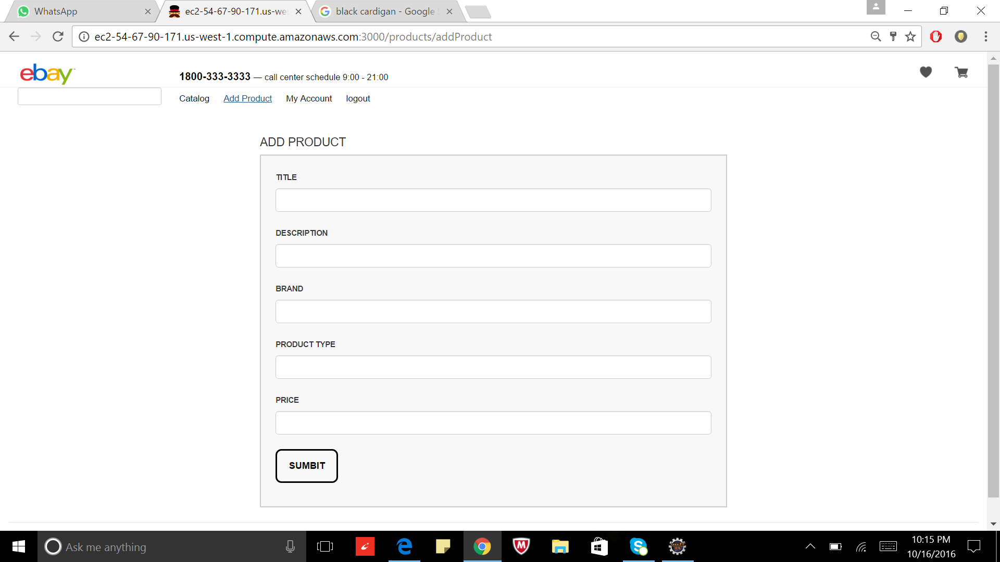 WhatsApp
ec2-54-67-90-171.us-we
black cardigan - Google
ec2-54-67-90-171.us-west-1.compute.amazonaws.com:3000/products/addProduct
ebay
1800-333-3333 — call center schedule 9:00 - 21:00
Catalog Add Product My Account logout
ADD PRODUCT
TITLE
DESCRIPTION
BRAND
PRODUCT TYPE
PRICE
SUMBIT
Ask me anything
Java EE
IDE
10:15 PM
10/16/2016